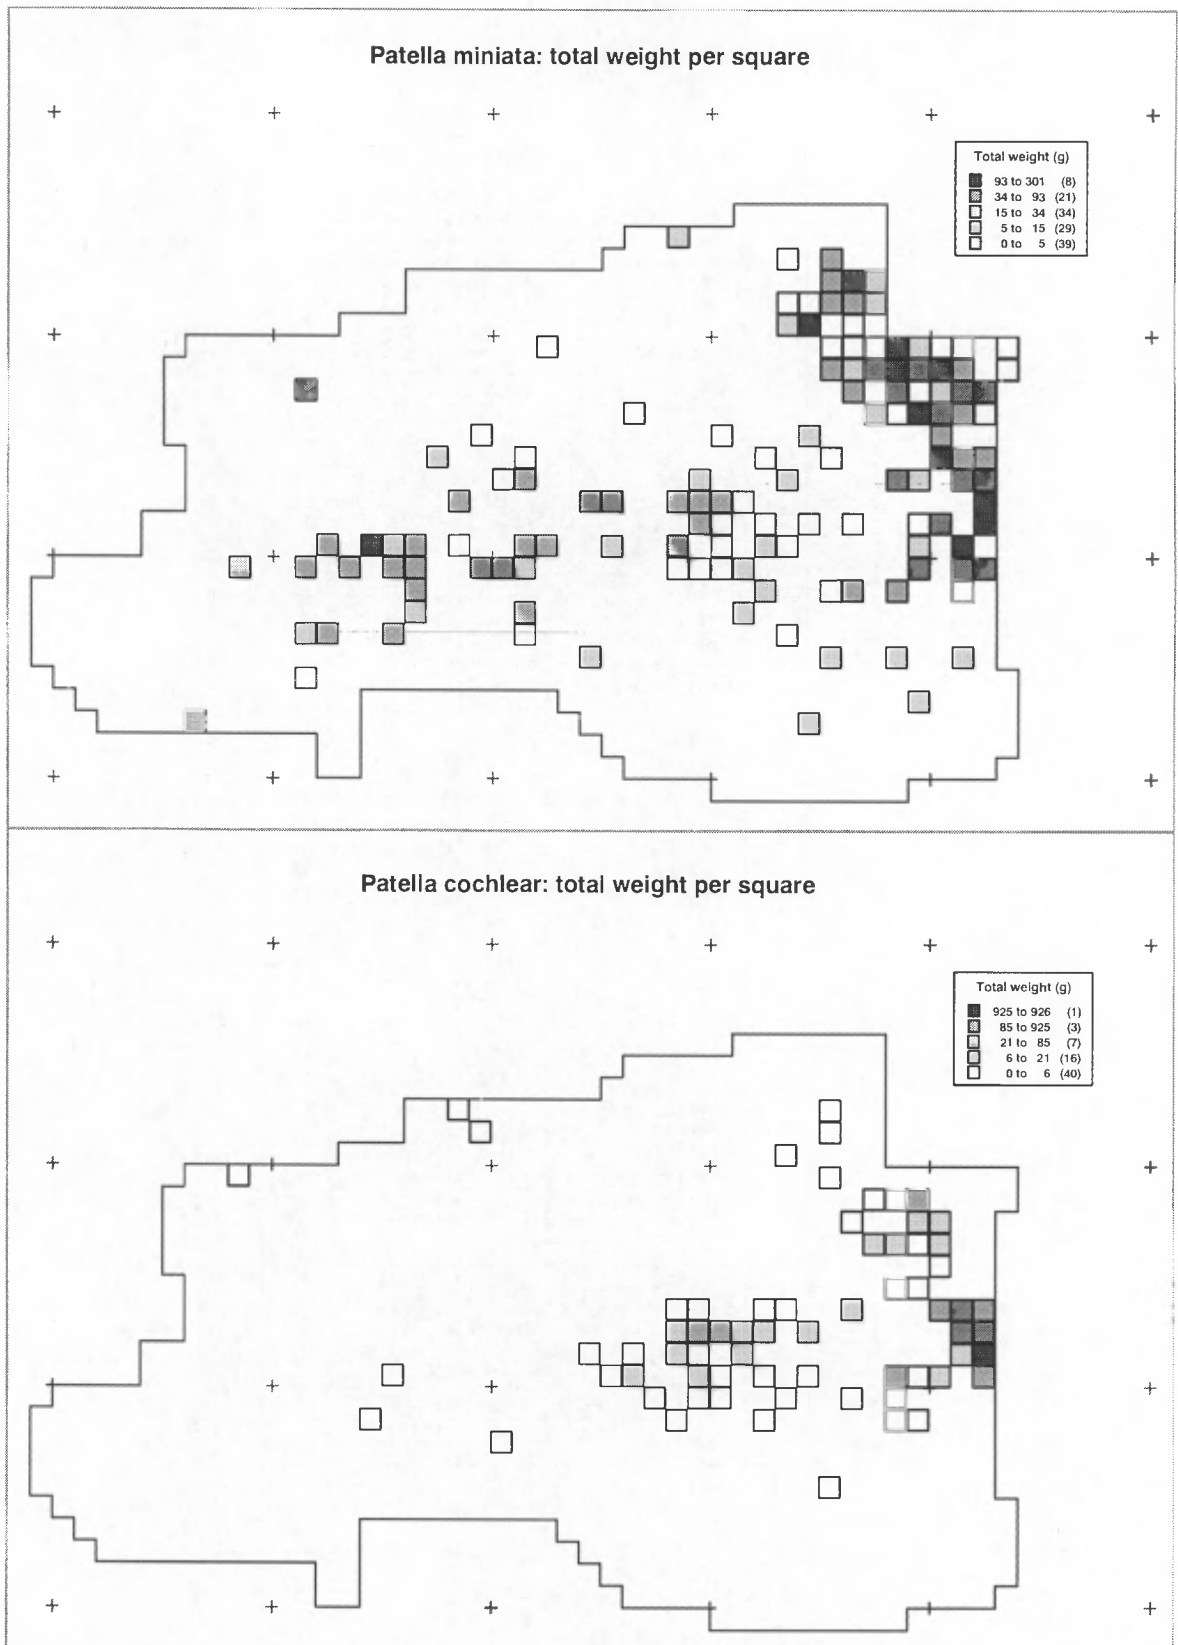 Patella miniata: total weight per square
Total weight (g)
93 to 301 (8)
34 to 93 (21)
15 to 34 (34)
5 to 15 (29)
0 to 5 (39)
Patella cochlear: total weight per square
Total weight (g)
925 to 926 (1)
85 to 925 (3)
21 to 85 (7)
6 to 21 (16)
0 to 6 (40)